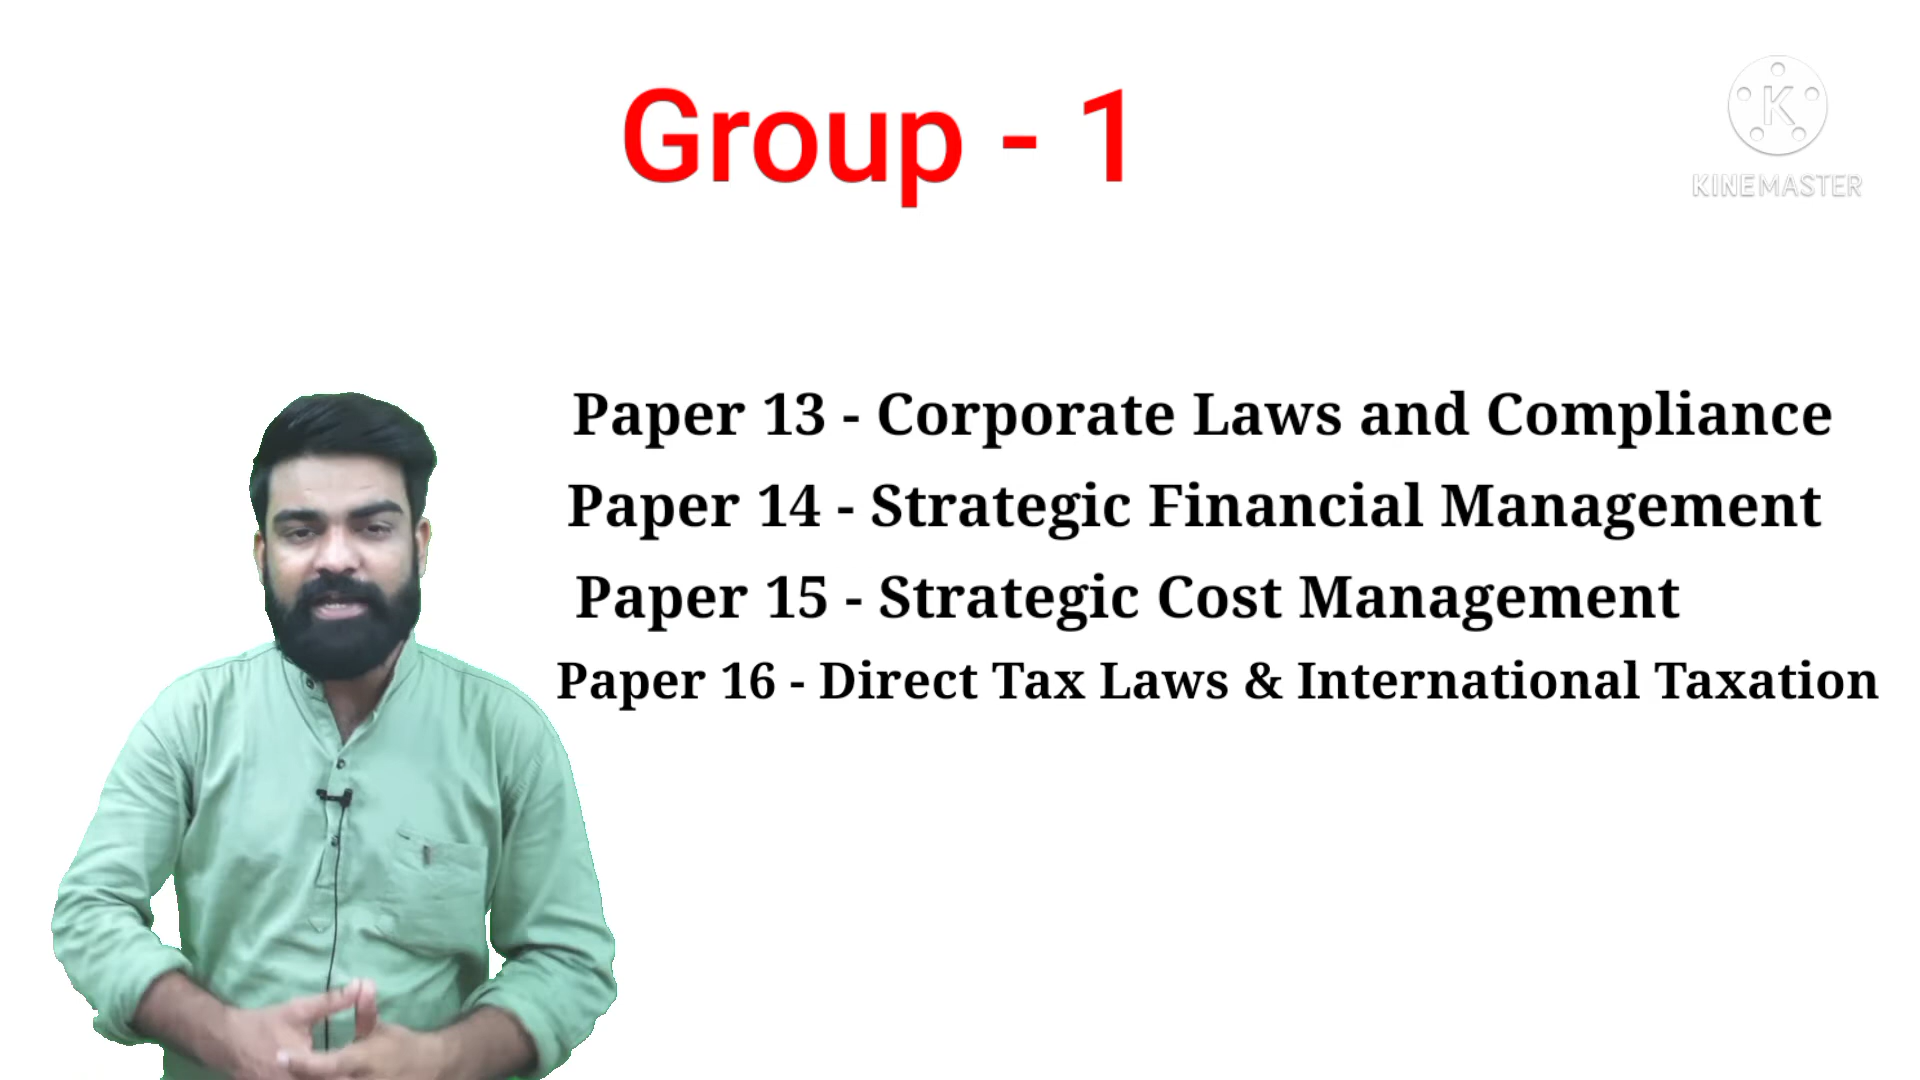 Group - 1
K
KINEMASTER
Paper 13 - Corporate Laws and Compliance
Paper 14 - Strategic Financial Management
Paper 15 - Strategic Cost Management
Paper 16 - Direct Tax Laws & International Taxation